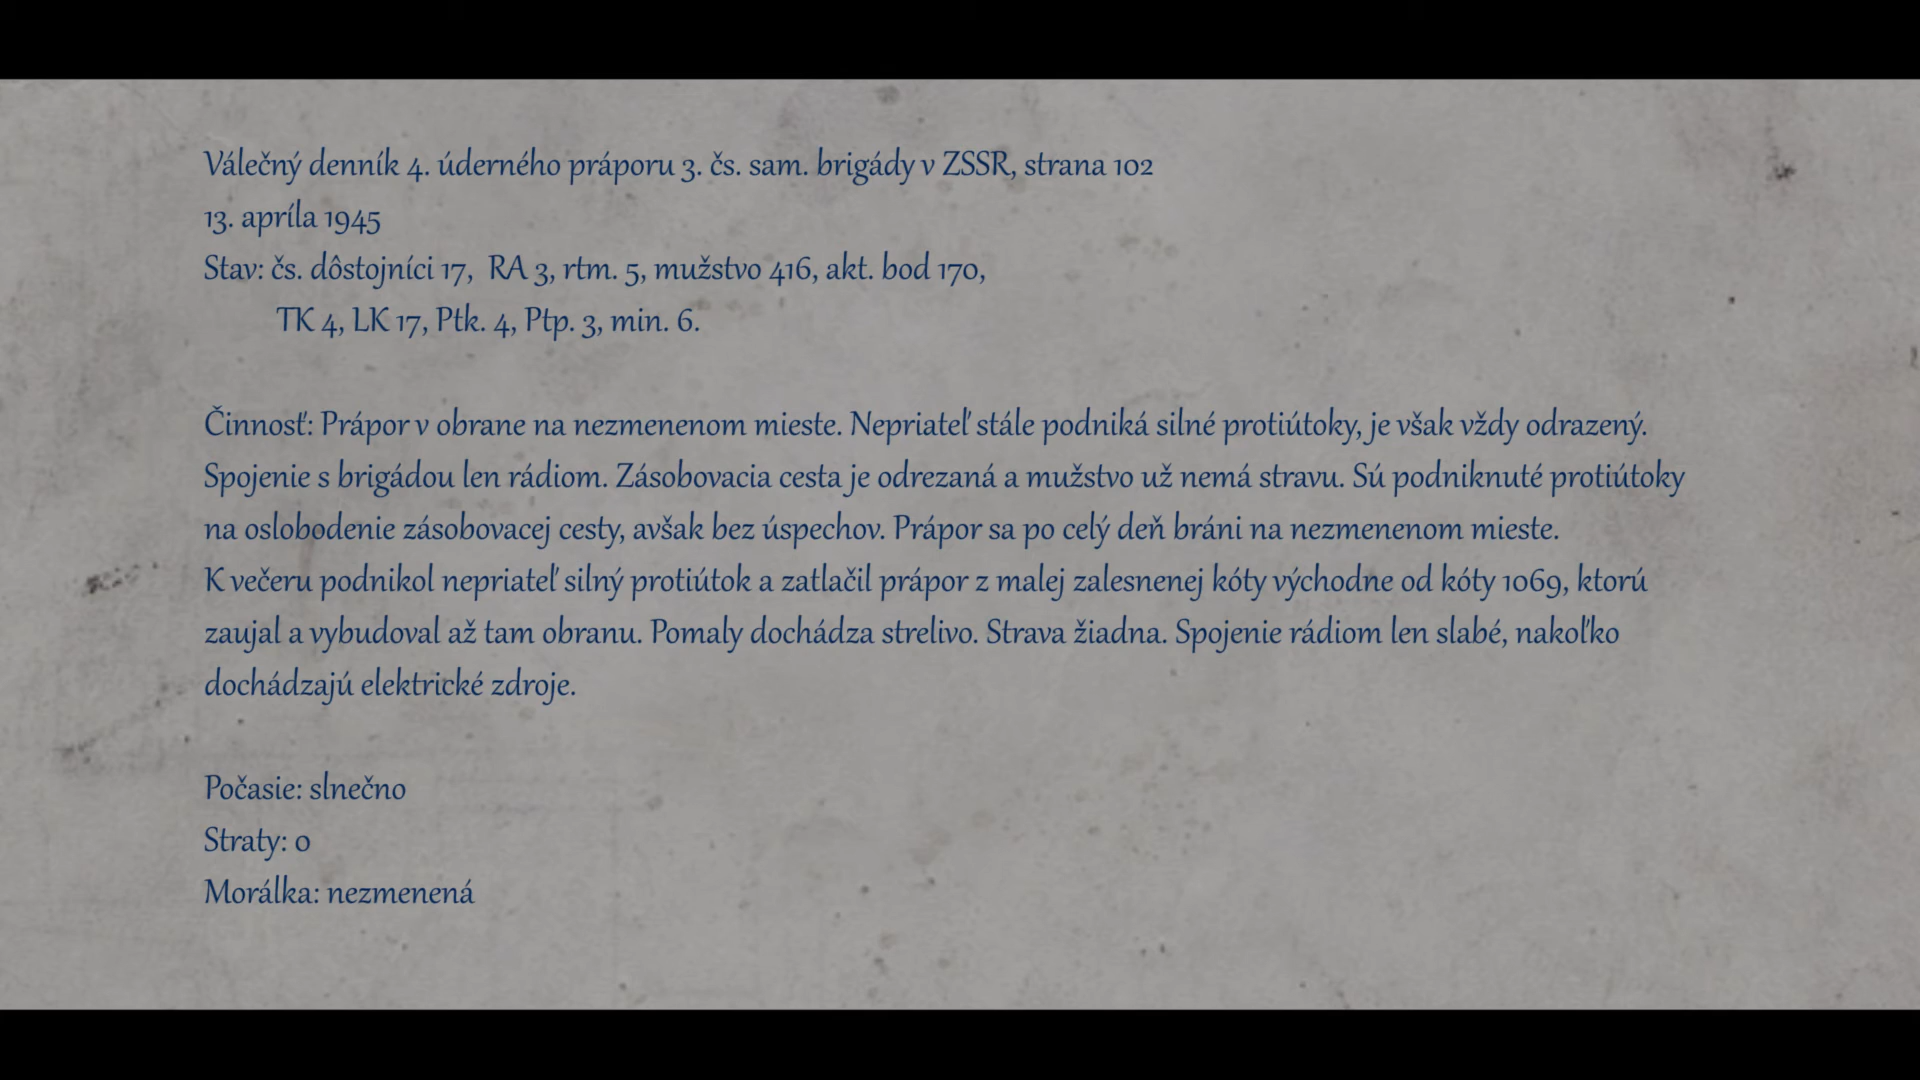 Válečný denník 4. úderného práporu 3. čs. sam. brigády v ZSSR, strana 102
13. apríla 1945
Stav: čs. dôstojníci 17, RA 3, rtm. 5, mužstvo 416, akt. bod 170,
TK 4, LK 17, Ptk. 4, Ptp. 3, min. 6.
Činnosť: Prápor v obrane na nezmenenom mieste. Nepriateľ stále podniká silné protiútoky, je však vždy odrazený.
Spojenie s brigádou len rádiom. Zásobovacia cesta je odrezaná a mužstvo už nemá stravu. Sú podniknuté protiútoky
na oslobodenie zásobovacej cesty, avšak bez úspechov. Prápor sa po celý deň bráni na nezmenenom mieste.
K večeru podnikol nepriateľ silný protiútok a zatlačil prápor z malej zalesnenej kóty východne od kóty 1069, ktorú
zaujal a vybudoval až tam obranu. Pomaly dochádza strelivo. Strava žiadna. Spojenie rádiom len slabé, nakoľko
dochádzajú elektrické zdroje.
Počasie: slnečno
Straty: 0
Morálka: nezmenená